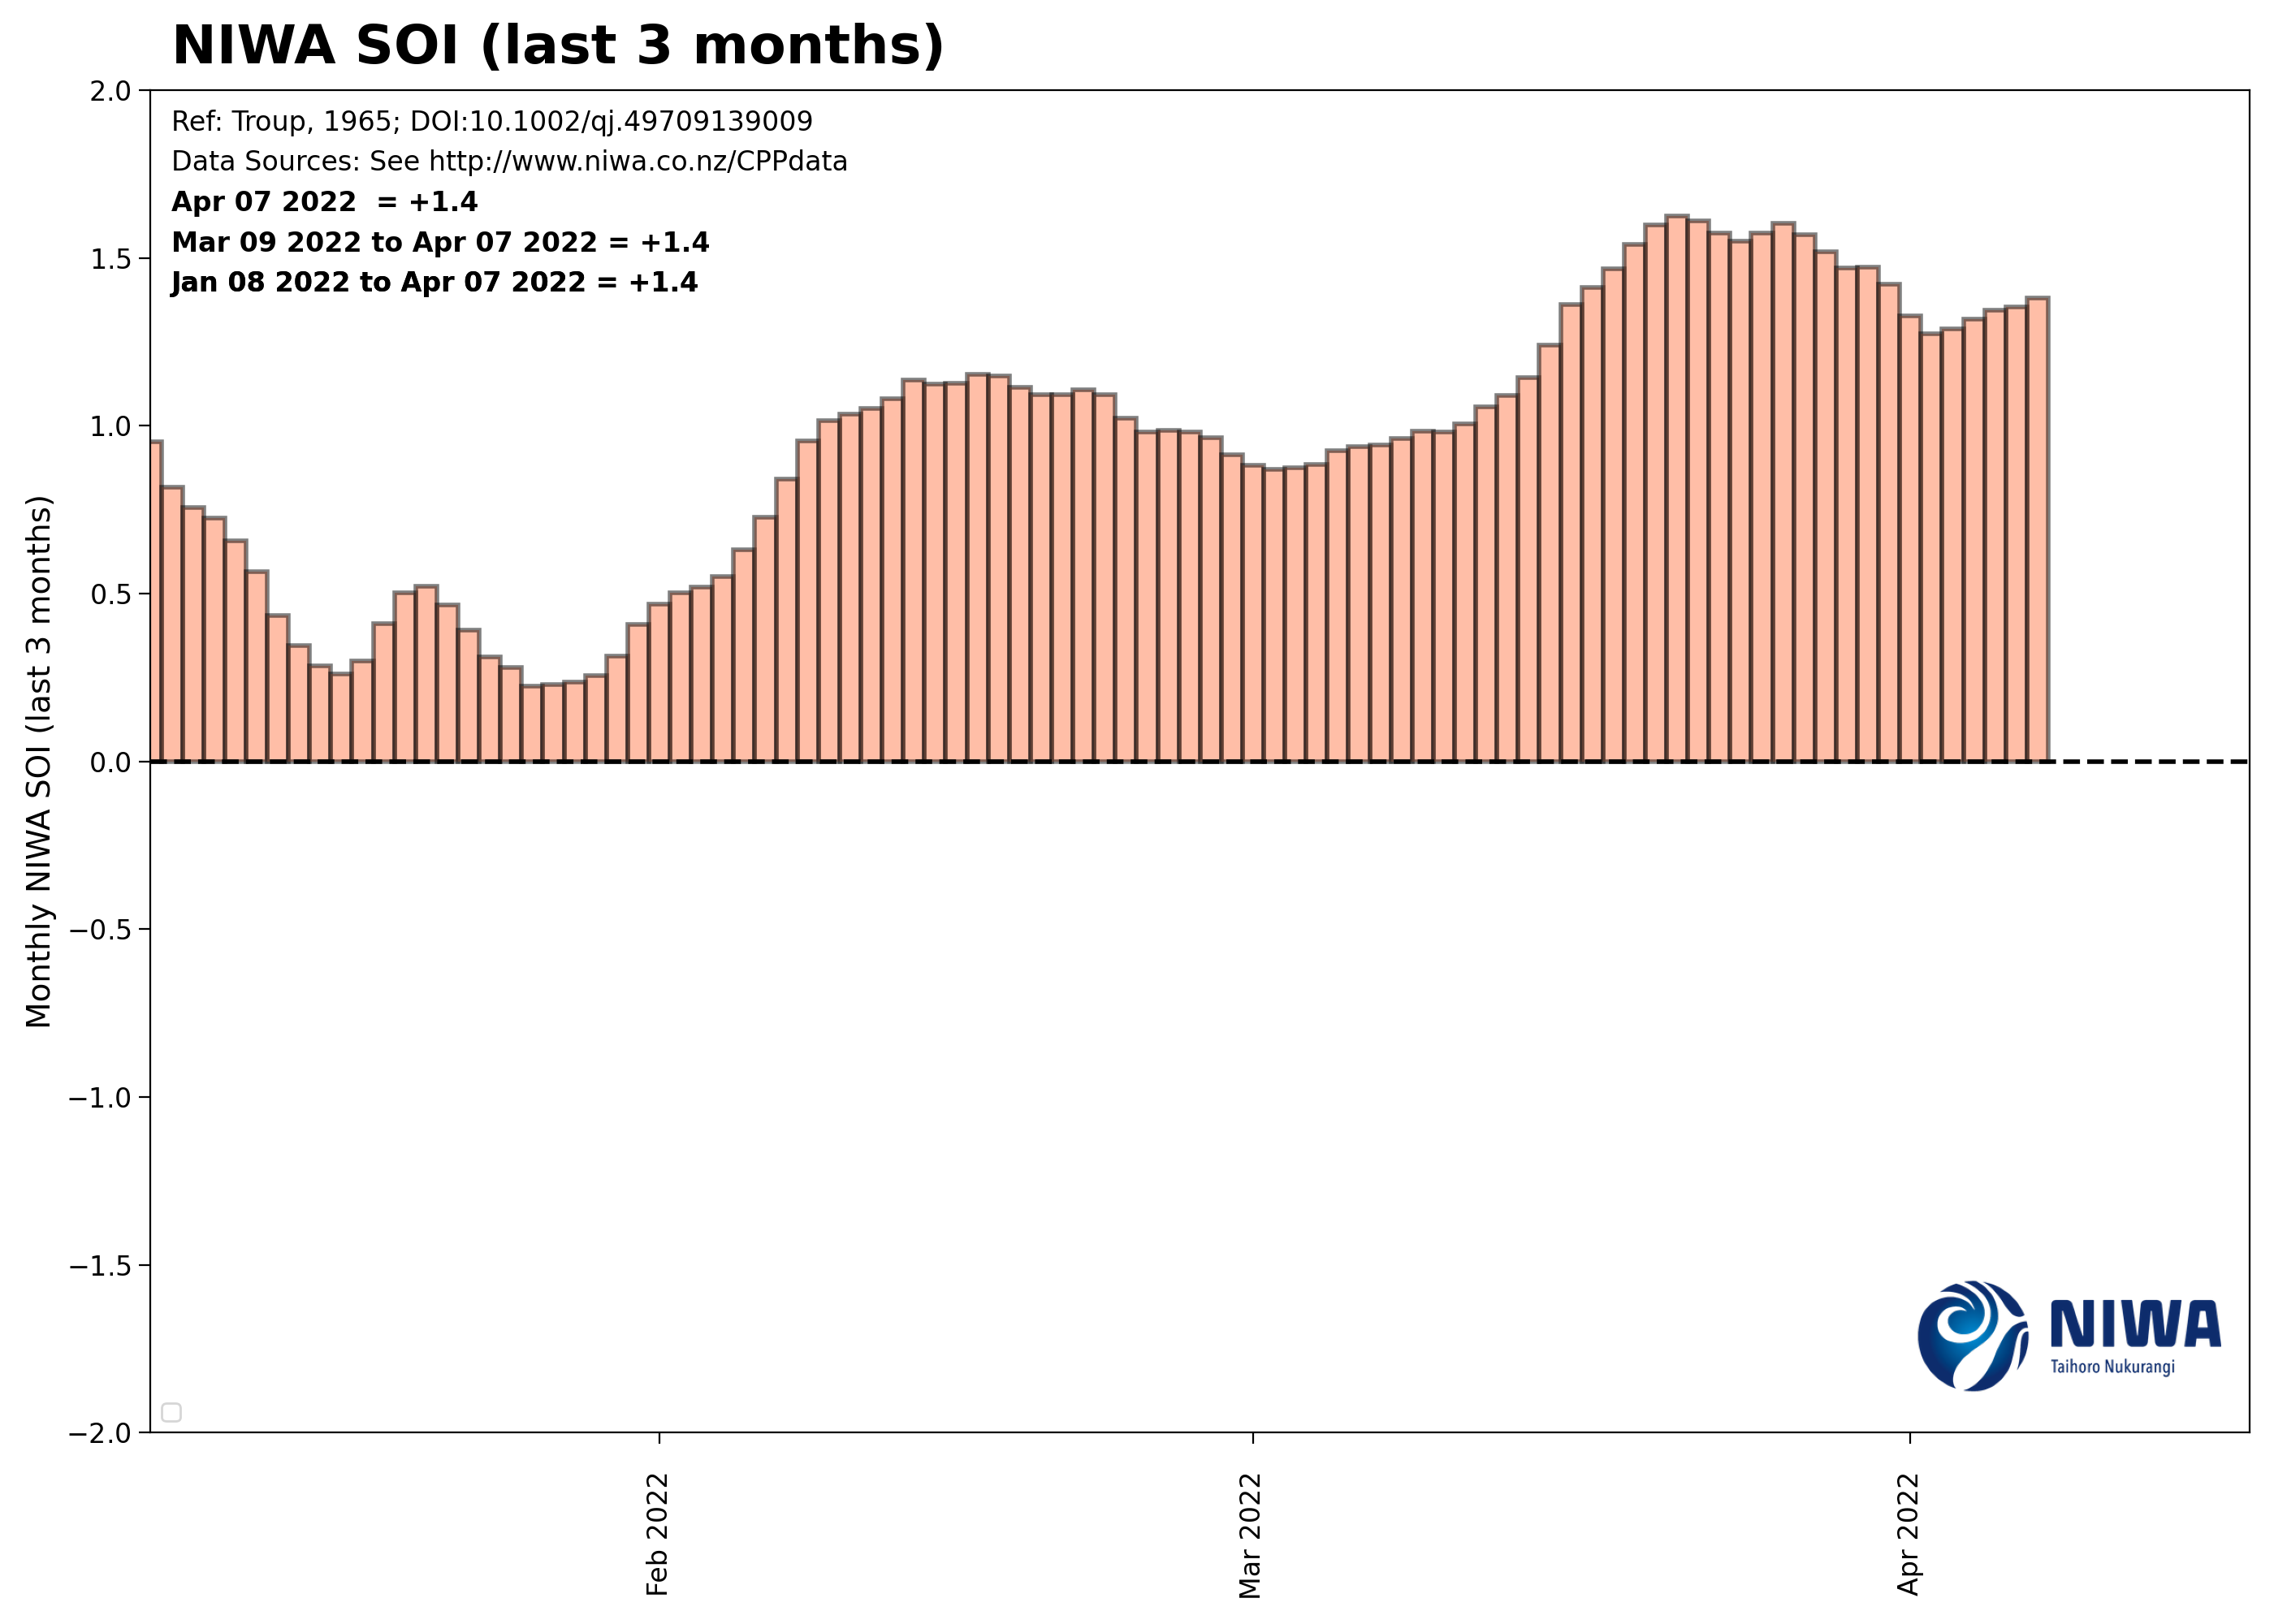 NIWA SOI (last 3 months)
Ref: Troup, 1965; DOI:10.1002/qj.49709139009
Data Sources: See http://www.niwa.co.nz/CPPdata
Apr 07 2022  = +1.4
Mar 09 2022 to Apr 07 2022 = +1.4
Jan 08 2022 to Apr 07 2022 = +1.4
Monthly NIWA SOI (last 3 months)
2.0
1.5
1.0
0.5
0.0
−0.5
−1.0
−1.5
−2.0
NIWA
Taihoro Nukurangi
Feb 2022
Mar 2022
Apr 2022